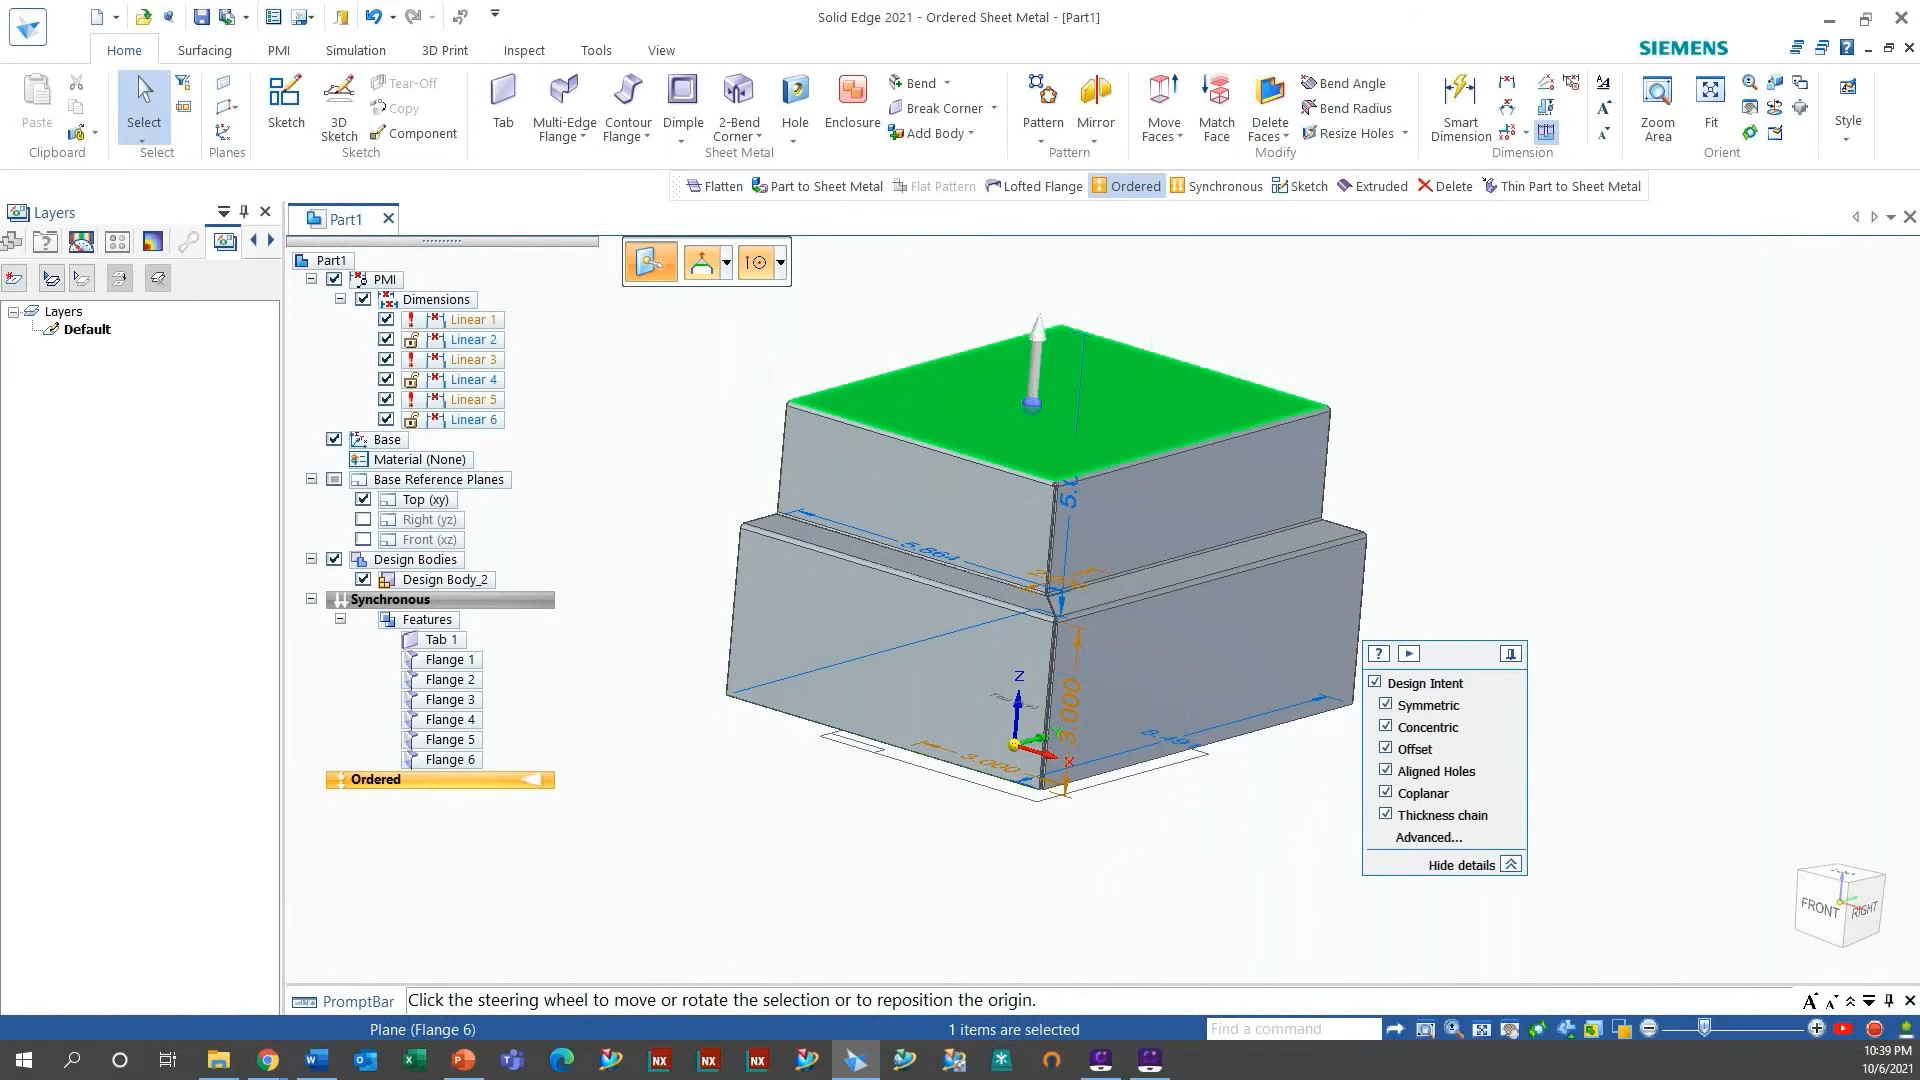 Solid Edge 2021 - Ordered Sheet Metal - [Part1]
Home Surfacing PMI Simulation 3D Print Inspect Tools View
SIEMENS
Paste
Clipboard
Select
Select
Planes
Sketch
3D Sketch
Tear-Off
Copy
Component
Sketch
Tab
Multi-Edge Flange
Contour Flange
Dimple
2-Bend Corner
Hole
Enclosure
Bend
Break Corner
Add Body
Sheet Metal
Pattern
Mirror
Pattern
Move Faces
Match Face
Delete Faces
Bend Angle
Bend Radius
Resize Holes
Modify
Smart Dimension
Dimension
Zoom Area
Fit
Orient
Style
Flatten Part to Sheet Metal Flat Pattern Lofted Flange Ordered Synchronous Sketch Extruded Delete Thin Part to Sheet Metal
Layers
Layers
Default
Part1
Part1
PMI
Dimensions
Linear 1
Linear 2
Linear 3
Linear 4
Linear 5
Linear 6
Base
Material (None)
Base Reference Planes
Top (xy)
Right (yz)
Front (xz)
Design Bodies
Design Body_2
Synchronous
Features
Tab 1
Flange 1
Flange 2
Flange 3
Flange 4
Flange 5
Flange 6
Ordered
5.864
3.000
3.000
Z
Y
X
Design Intent
Symmetric
Concentric
Offset
Aligned Holes
Coplanar
Thickness chain
Advanced...
Hide details
FRONT RIGHT
PromptBar Click the steering wheel to move or rotate the selection or to reposition the origin.
Plane (Flange 6) 1 items are selected Find a command
NX NX NX
10:39 PM
10/6/2021